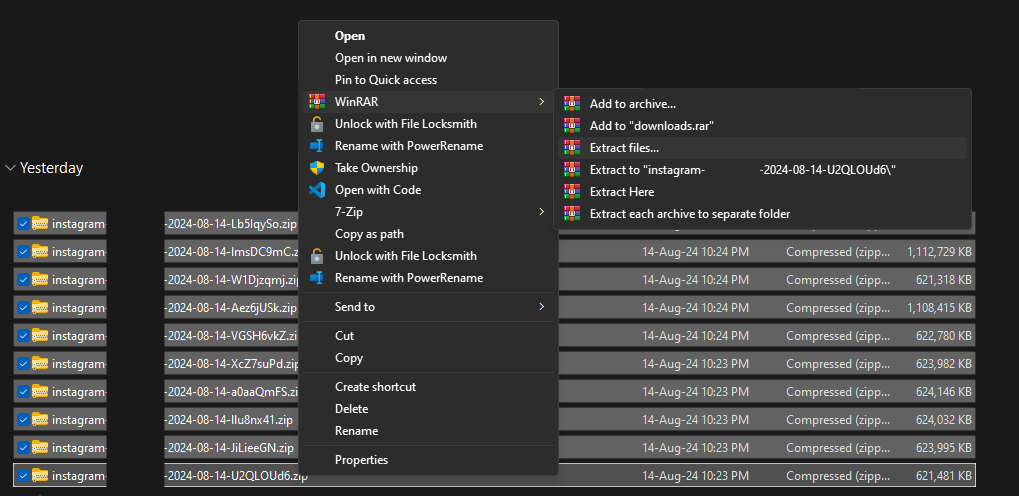 Open
Open in new window
Pin to Quick access
WinRAR
Unlock with File Locksmith
Rename with PowerRename
Take Ownership
Open with Code
7-Zip
Copy as path
Unlock with File Locksmith
Rename with PowerRename
Send to
Cut
Copy
Create shortcut
Delete
Rename
Properties
Add to archive...
Add to "downloads.rar"
Extract files...
Extract to "instagram- -2024-08-14-U2QLOUd6\"
Extract Here
Extract each archive to separate folder
Yesterday
instagram- -2024-08-14-Lb5lqySo.zip
instagram- -2024-08-14-ImsDC9mC.z 14-Aug-24 10:24 PM Compressed (zipp... 1,112,729 KB
instagram- -2024-08-14-W1Djzqmj.zip 14-Aug-24 10:24 PM Compressed (zipp... 621,318 KB
instagram- -2024-08-14-Aez6jUSk.zip 14-Aug-24 10:24 PM Compressed (zipp... 1,108,415 KB
instagram- -2024-08-14-VGSH6vkZ.zi 14-Aug-24 10:24 PM Compressed (zipp... 622,780 KB
instagram- -2024-08-14-XcZ7suPd.zip 14-Aug-24 10:23 PM Compressed (zipp... 623,982 KB
instagram- -2024-08-14-a0aaQmFS.zi 14-Aug-24 10:23 PM Compressed (zipp... 624,146 KB
instagram- -2024-08-14-Ilu8nx41.zip 14-Aug-24 10:23 PM Compressed (zipp... 624,032 KB
instagram- -2024-08-14-JiLieeGN.zip 14-Aug-24 10:23 PM Compressed (zipp... 623,995 KB
instagram- -2024-08-14-U2QLOUd6.zip 14-Aug-24 10:23 PM Compressed (zipp... 621,481 KB